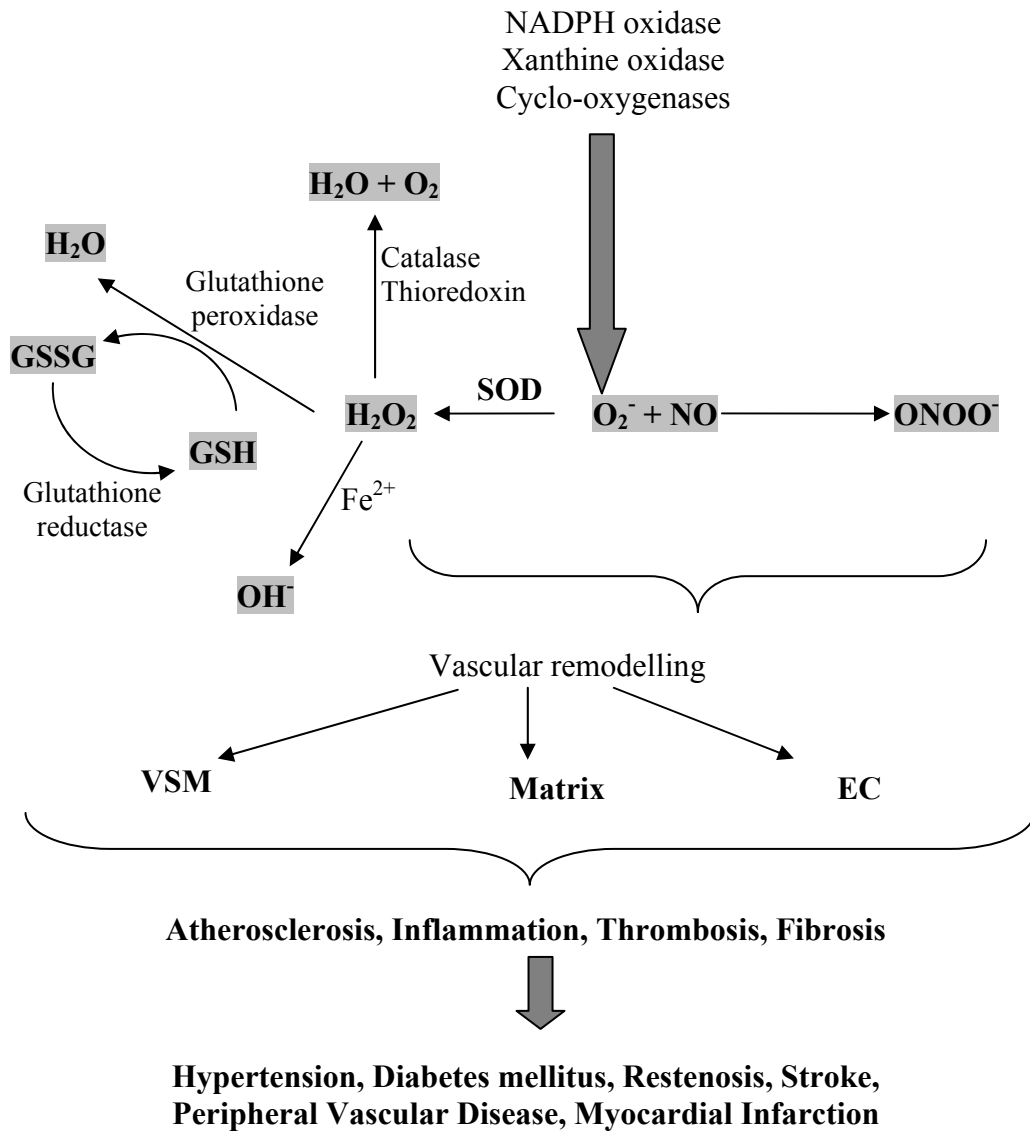 NADPH oxidase
Xanthine oxidase
Cyclo-oxygenases
H₂O + O₂
H₂O
Catalase
Thioredoxin
Glutathione
peroxidase
GSSG
GSH
Glutathione
reductase
H₂O₂
SOD
O₂⁻ + NO
ONOO⁻
Fe²⁺
OH⁻
Vascular remodelling
VSM
Matrix
EC
Atherosclerosis, Inflammation, Thrombosis, Fibrosis
Hypertension, Diabetes mellitus, Restenosis, Stroke,
Peripheral Vascular Disease, Myocardial Infarction